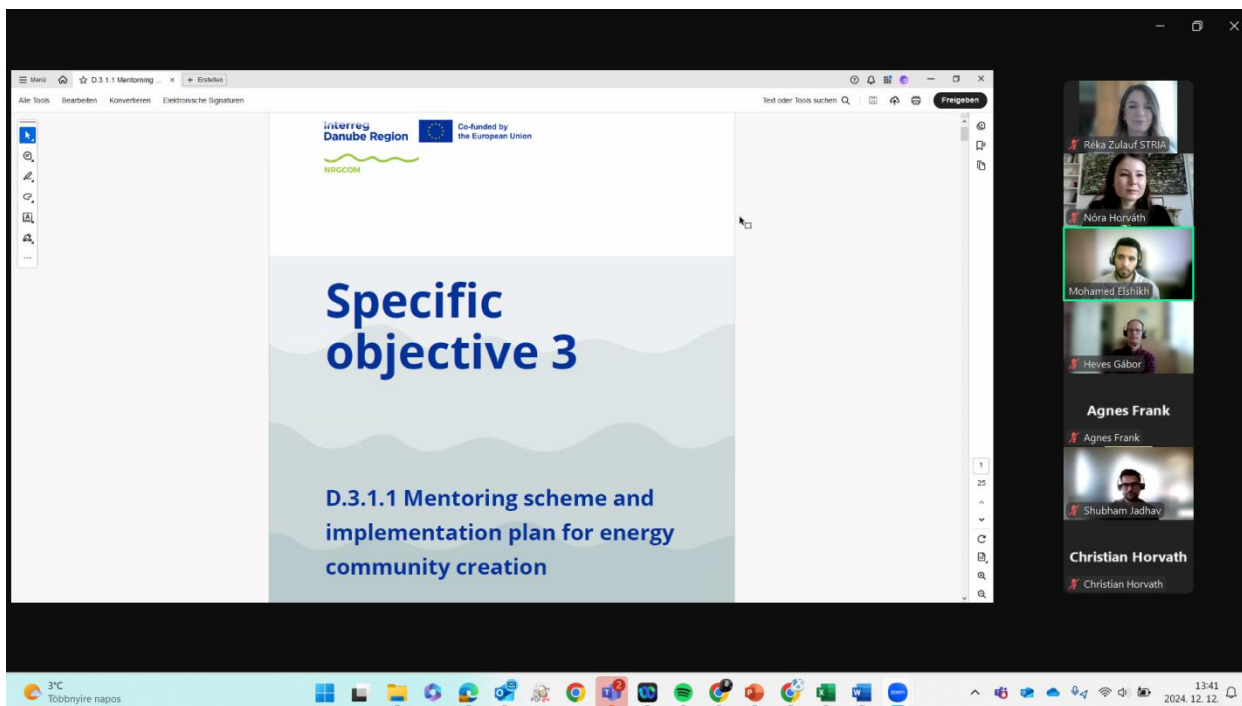 Menü
D.3.1.1 Mentorning ...
+ Erstellen
Alle Tools Bearbeiten Konvertieren Elektronische Signaturen
Text oder Tools suchen
Freigeben
Interreg
Danube Region
Co-funded by
the European Union
NRGCOM
Specific
objective 3
D.3.1.1 Mentoring scheme and
implementation plan for energy
community creation
1
25
Réka Zulauf STRIA
Nóra Horváth
Mohamed Elshikh
Heves Gábor
Agnes Frank
Agnes Frank
Shubham Jadhav
Christian Horvath
Christian Horvath
3°C
Többnyire napos
2
zoom
13:41
2024. 12. 12.